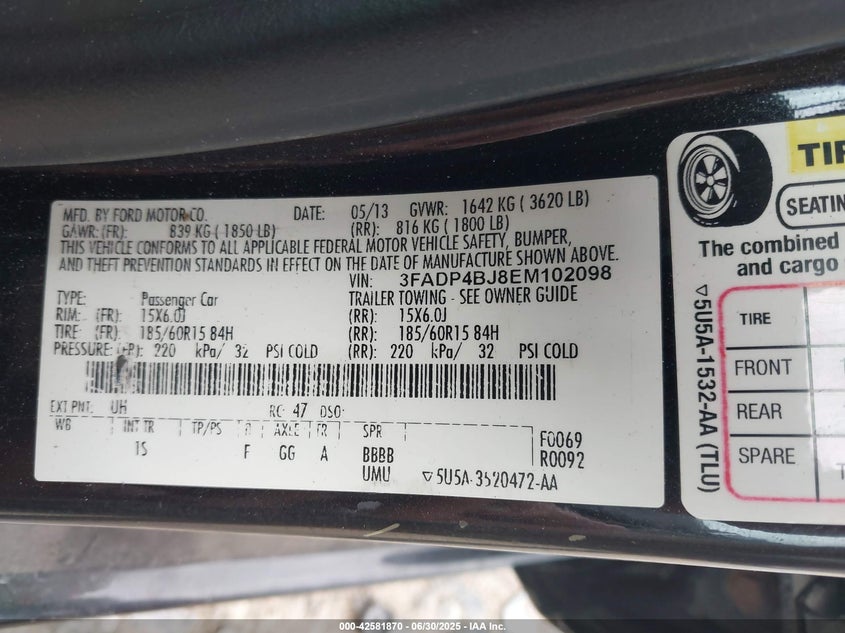 MFD. BY FORD MOTOR CO. DATE: 05/13 GVWR: 1642 KG ( 3620 LB)
GAWR: (FR): 839 KG ( 1850 LB) (RR): 816 KG ( 1800 LB)
THIS VEHICLE CONFORMS TO ALL APPLICABLE FEDERAL MOTOR VEHICLE SAFETY, BUMPER,
AND THEFT PREVENTION STANDARDS IN EFFECT ON THE DATE OF MANUFACTURE SHOWN ABOVE.
VIN: 3FADP4BJ8EM102098
TYPE: Passenger Car TRAILER TOWING - SEE OWNER GUIDE
RIM: (FR): 15X6.0J (RR): 15X6.0J
TIRE: (FR): 185/60R15 84H (RR): 185/60R15 84H
PRESSURE: (FR): 220 kPa/ 32 PSI COLD (RR): 220 kPa/ 32 PSI COLD
EXT PNT: UH RC: 47 DSO:
WB INT TR TP/PS R AXLE FR SPR F0069
IS F GG A BBBB R0092
UMU ▽5U5A-3520472-AA
TIR
SEATIN
The combined
and cargo
TIRE
FRONT
REAR
SPARE
▽5U5A-1532-AA (TLU)
000-42581870 — 06/30/2025 — IAA Inc.